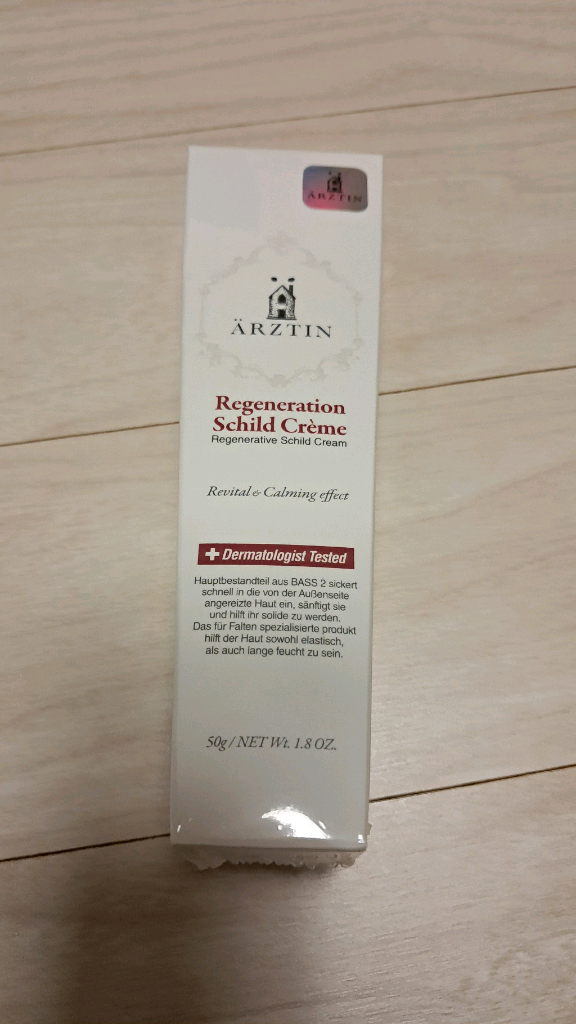 ÄRZTIN
ÄRZTIN
Regeneration
Schild Crème
Regenerative Schild Cream
Revital & Calming effect
Dermatologist Tested
Hauptbestandteil aus BASS 2 sickert
schnell in die von der Außenseite
angereizte Haut ein, sänftigt sie
und hilft ihr solide zu werden.
Das für Falten spezialisierte produkt
hilft der Haut sowohl elastisch,
als auch lange feucht zu sein.
50g / NET Wt. 1.8 OZ.